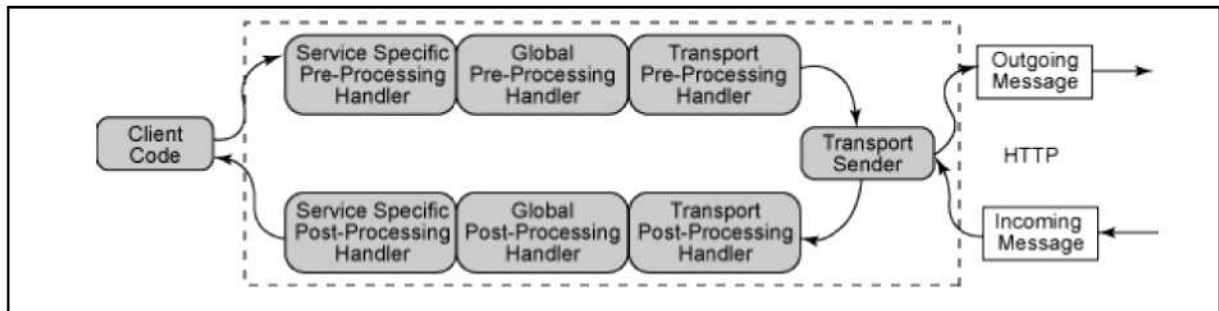 Service Specific
Pre-Processing
Handler
Global
Pre-Processing
Handler
Transport
Pre-Processing
Handler
Outgoing
Message
Client
Code
Transport
Sender
HTTP
Service Specific
Post-Processing
Handler
Global
Post-Processing
Handler
Transport
Post-Processing
Handler
Incoming
Message